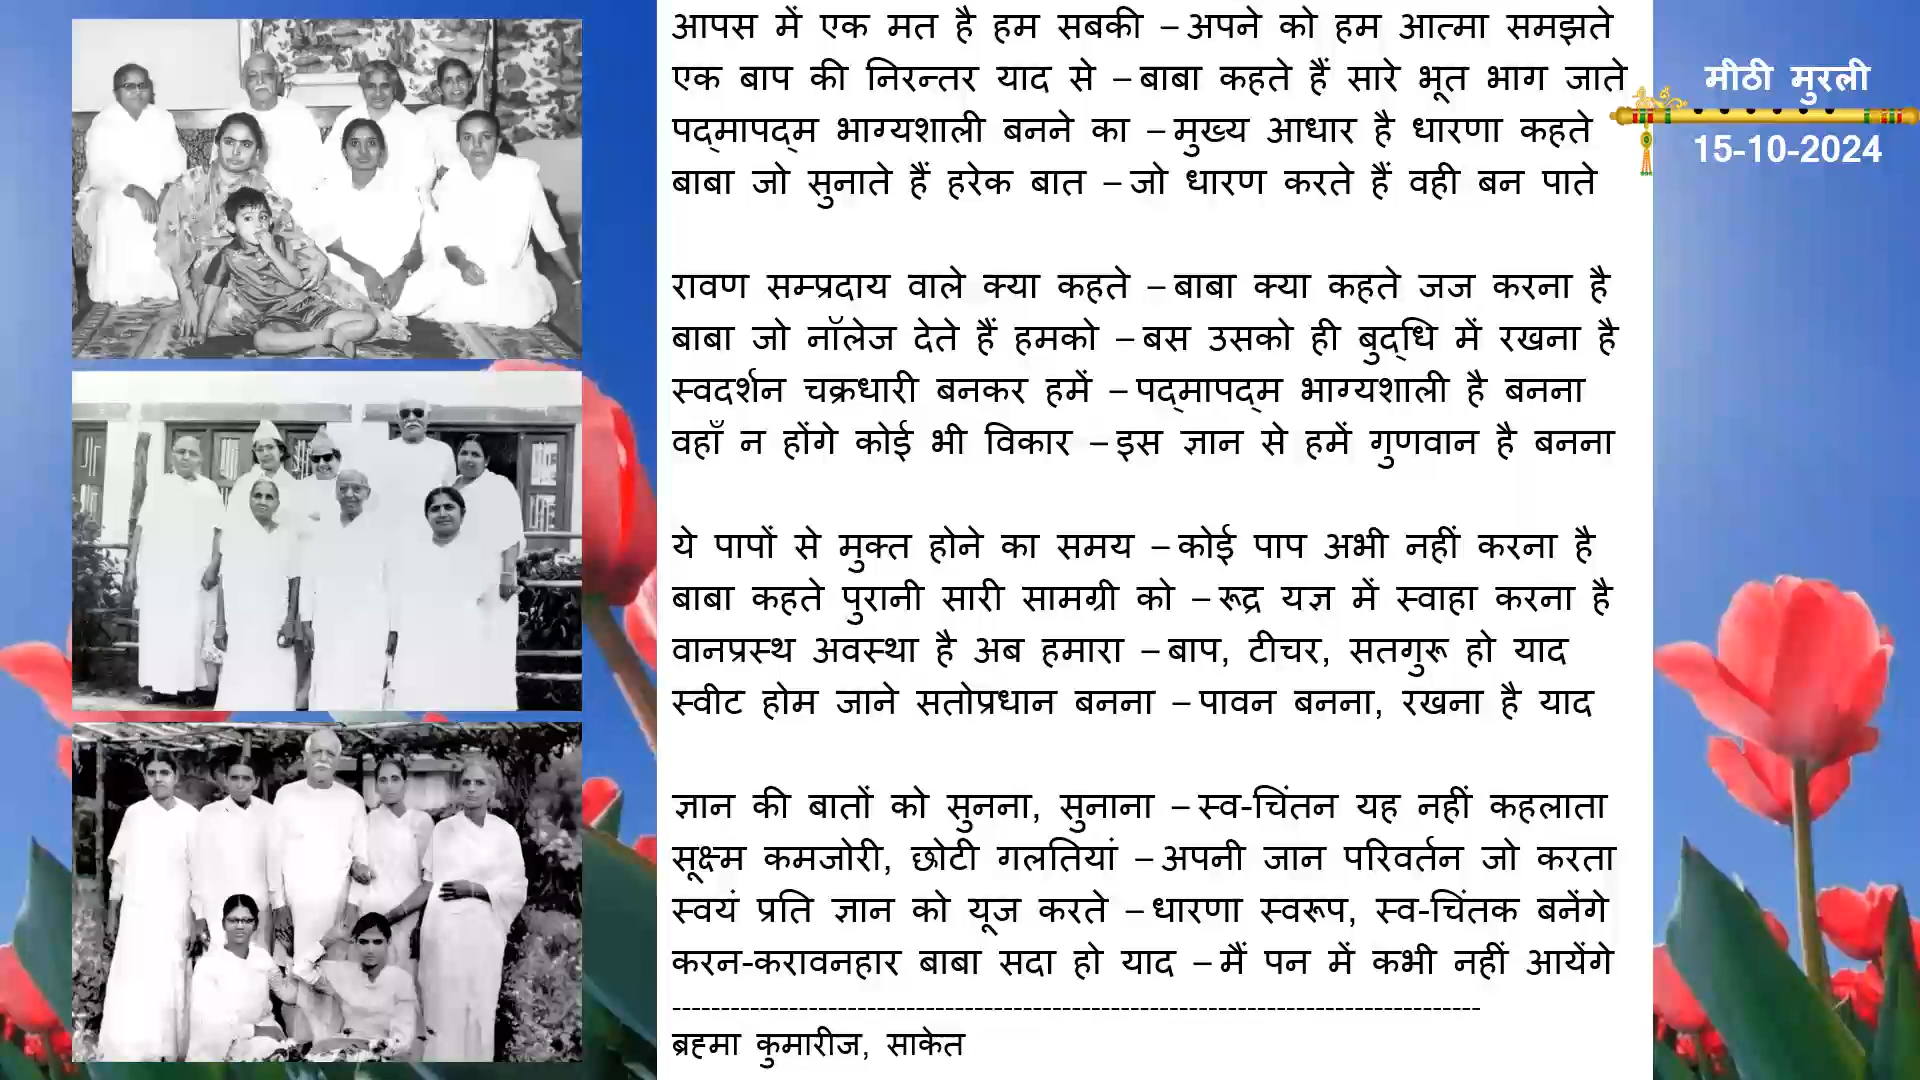 आपस में एक मत है हम सबकी – अपने को हम आत्मा समझते
एक बाप की निरन्तर याद से – बाबा कहते हैं सारे भूत भाग जाते
पद्मापद्म भाग्यशाली बनने का – मुख्य आधार है धारणा कहते
बाबा जो सुनाते हैं हरेक बात – जो धारण करते हैं वही बन पाते
रावण सम्प्रदाय वाले क्या कहते – बाबा क्या कहते जज करना है
बाबा जो नॉलेज देते हैं हमको – बस उसको ही बुद्धि में रखना है
स्वदर्शन चक्रधारी बनकर हमें – पद्मापद्म भाग्यशाली है बनना
वहाँ न होंगे कोई भी विकार – इस ज्ञान से हमें गुणवान है बनना
ये पापों से मुक्त होने का समय – कोई पाप अभी नहीं करना है
बाबा कहते पुरानी सारी सामग्री को – रूद्र यज्ञ में स्वाहा करना है
वानप्रस्थ अवस्था है अब हमारा – बाप, टीचर, सतगुरू हो याद
स्वीट होम जाने सतोप्रधान बनना – पावन बनना, रखना है याद
ज्ञान की बातों को सुनना, सुनाना – स्व-चिंतन यह नहीं कहलाता
सूक्ष्म कमजोरी, छोटी गलतियां – अपनी जान परिवर्तन जो करता
स्वयं प्रति ज्ञान को यूज करते – धारणा स्वरूप, स्व-चिंतक बनेंगे
करन-करावनहार बाबा सदा हो याद – मैं पन में कभी नहीं आयेंगे
-----------------------------------------------------------------------------------
ब्रह्मा कुमारीज, साकेत
मीठी मुरली
15-10-2024